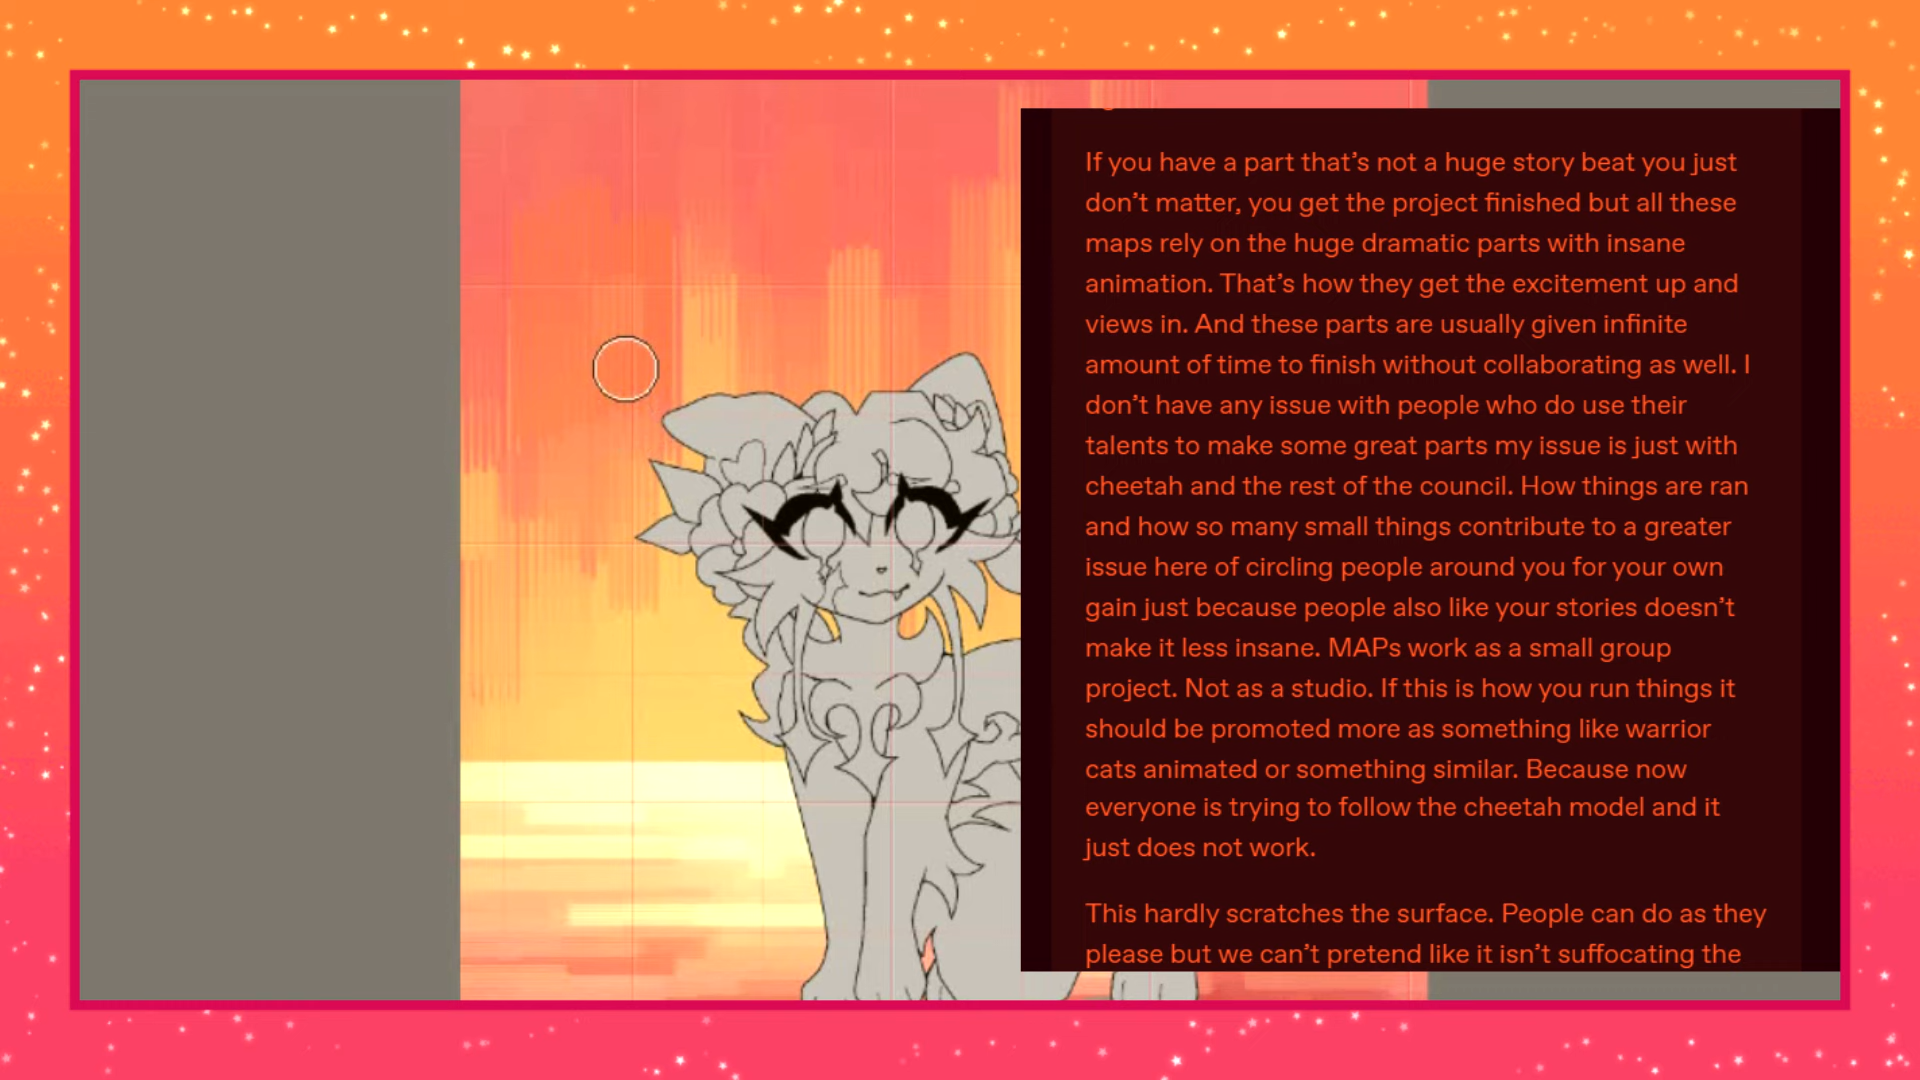 If you have a part that’s not a huge story beat you just
don’t matter, you get the project finished but all these
maps rely on the huge dramatic parts with insane
animation. That’s how they get the excitement up and
views in. And these parts are usually given infinite
amount of time to finish without collaborating as well. I
don’t have any issue with people who do use their
talents to make some great parts my issue is just with
cheetah and the rest of the council. How things are ran
and how so many small things contribute to a greater
issue here of circling people around you for your own
gain just because people also like your stories doesn’t
make it less insane. MAPs work as a small group
project. Not as a studio. If this is how you run things it
should be promoted more as something like warrior
cats animated or something similar. Because now
everyone is trying to follow the cheetah model and it
just does not work.
This hardly scratches the surface. People can do as they
please but we can’t pretend like it isn’t suffocating the